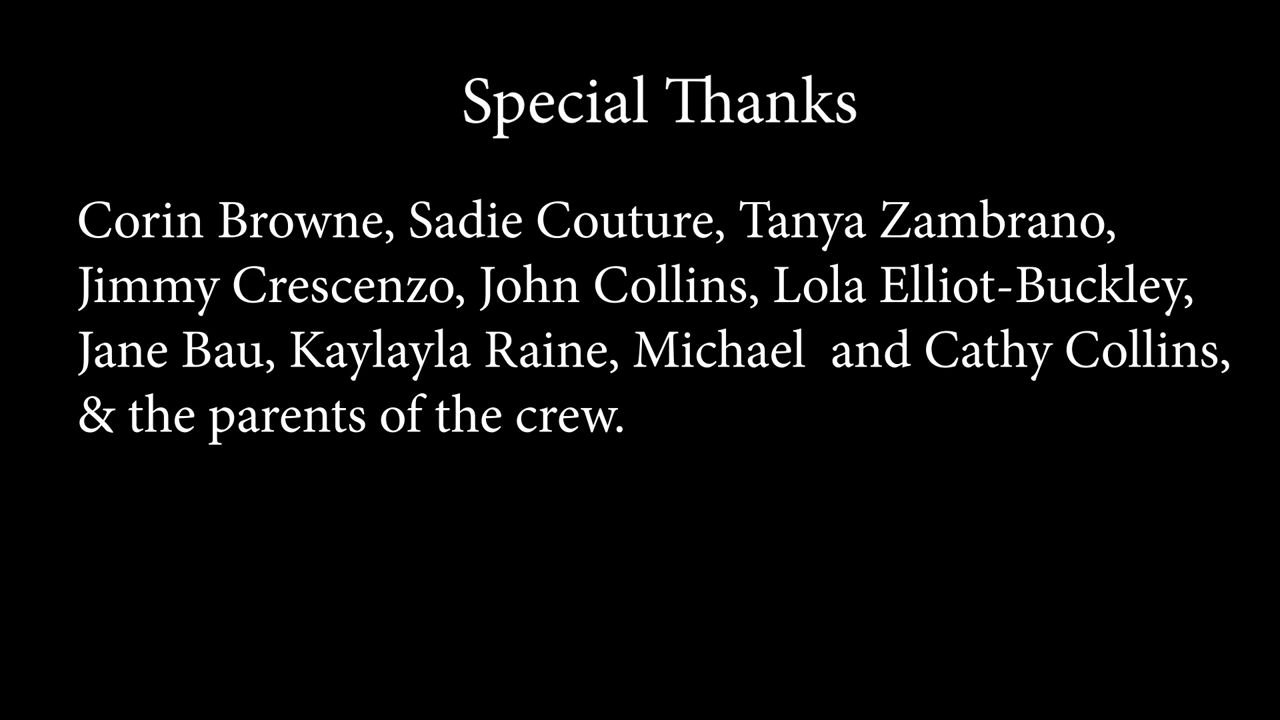 Special Thanks
Corin Browne, Sadie Couture, Tanya Zambrano,
Jimmy Crescenzo, John Collins, Lola Elliot-Buckley,
Jane Bau, Kaylayla Raine, Michael  and Cathy Collins,
& the parents of the crew.